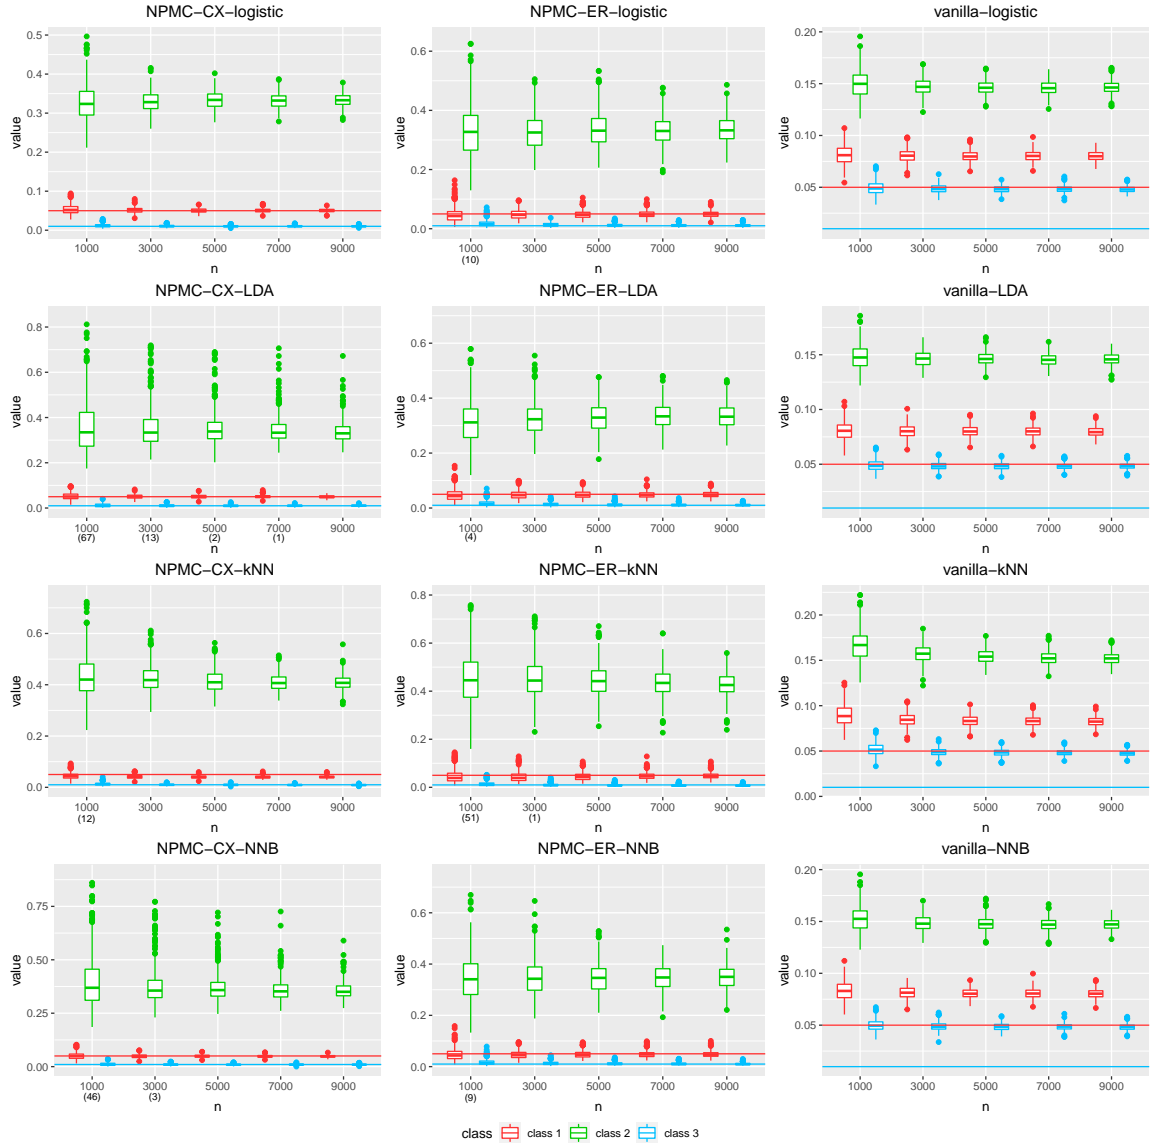 NPMC−CX−logistic
NPMC−ER−logistic
vanilla−logistic
value
0.5
0.4
0.3
0.2
0.1
0.0
1000 3000 5000 7000 9000
n
value
0.6
0.4
0.2
0.0
1000 3000 5000 7000 9000
(10)
n
value
0.20
0.15
0.10
0.05
1000 3000 5000 7000 9000
n
NPMC−CX−LDA
NPMC−ER−LDA
vanilla−LDA
value
0.8
0.6
0.4
0.2
0.0
1000 3000 5000 7000 9000
(67) (13) (2) (1)
n
value
0.6
0.4
0.2
0.0
1000 3000 5000 7000 9000
(4)
n
value
0.15
0.10
0.05
1000 3000 5000 7000 9000
n
NPMC−CX−kNN
NPMC−ER−kNN
vanilla−kNN
value
0.6
0.4
0.2
0.0
1000 3000 5000 7000 9000
(12)
n
value
0.6
0.4
0.2
0.0
1000 3000 5000 7000 9000
(51) (1)
n
value
0.20
0.15
0.10
0.05
0.00
1000 3000 5000 7000 9000
n
NPMC−CX−NNB
NPMC−ER−NNB
vanilla−NNB
value
0.75
0.50
0.25
0.00
1000 3000 5000 7000 9000
(46) (3)
n
value
0.6
0.4
0.2
0.0
1000 3000 5000 7000 9000
(9)
n
value
0.20
0.15
0.10
0.05
1000 3000 5000 7000 9000
n
class class 1 class 2 class 3